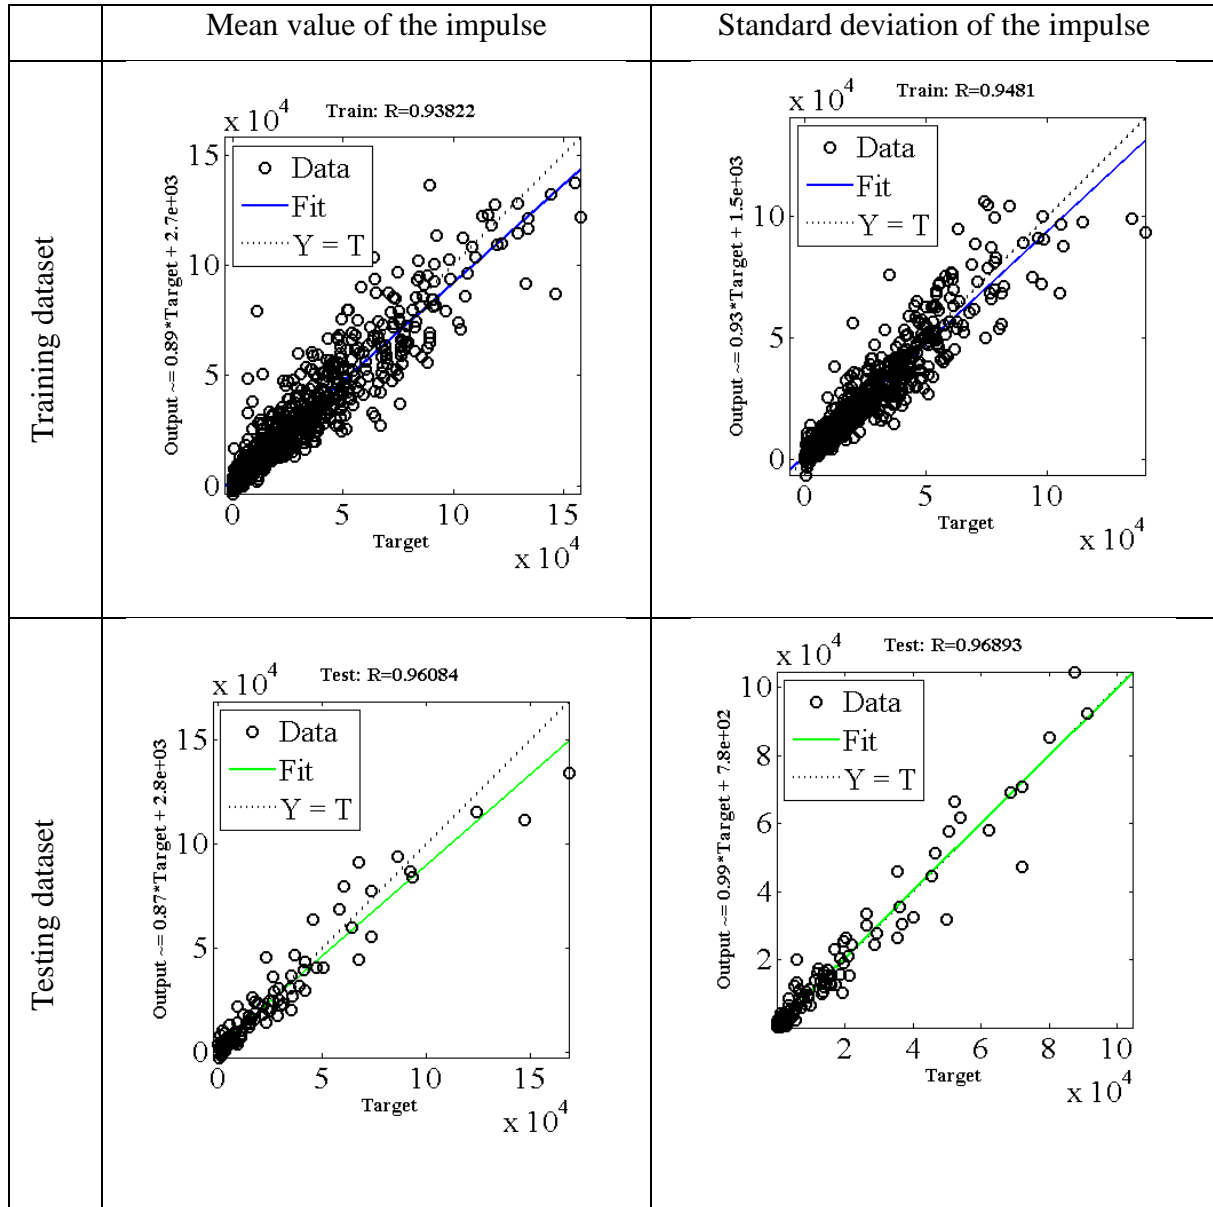 Mean value of the impulse
Standard deviation of the impulse
Training dataset
x 10^4
Train: R=0.93822
Output ~= 0.89*Target + 2.7e+03
Data
Fit
Y = T
15
10
5
0
0 5 10 15
Target
x 10^4
x 10^4
Train: R=0.9481
Output ~= 0.93*Target + 1.5e+03
Data
Fit
Y = T
10
5
0
0 5 10
Target
x 10^4
Testing dataset
x 10^4
Test: R=0.96084
Output ~= 0.87*Target + 2.8e+03
Data
Fit
Y = T
15
10
5
0
0 5 10 15
Target
x 10^4
x 10^4
Test: R=0.96893
Output ~= 0.99*Target + 7.8e+02
Data
Fit
Y = T
10
8
6
4
2
2 4 6 8 10
Target
x 10^4